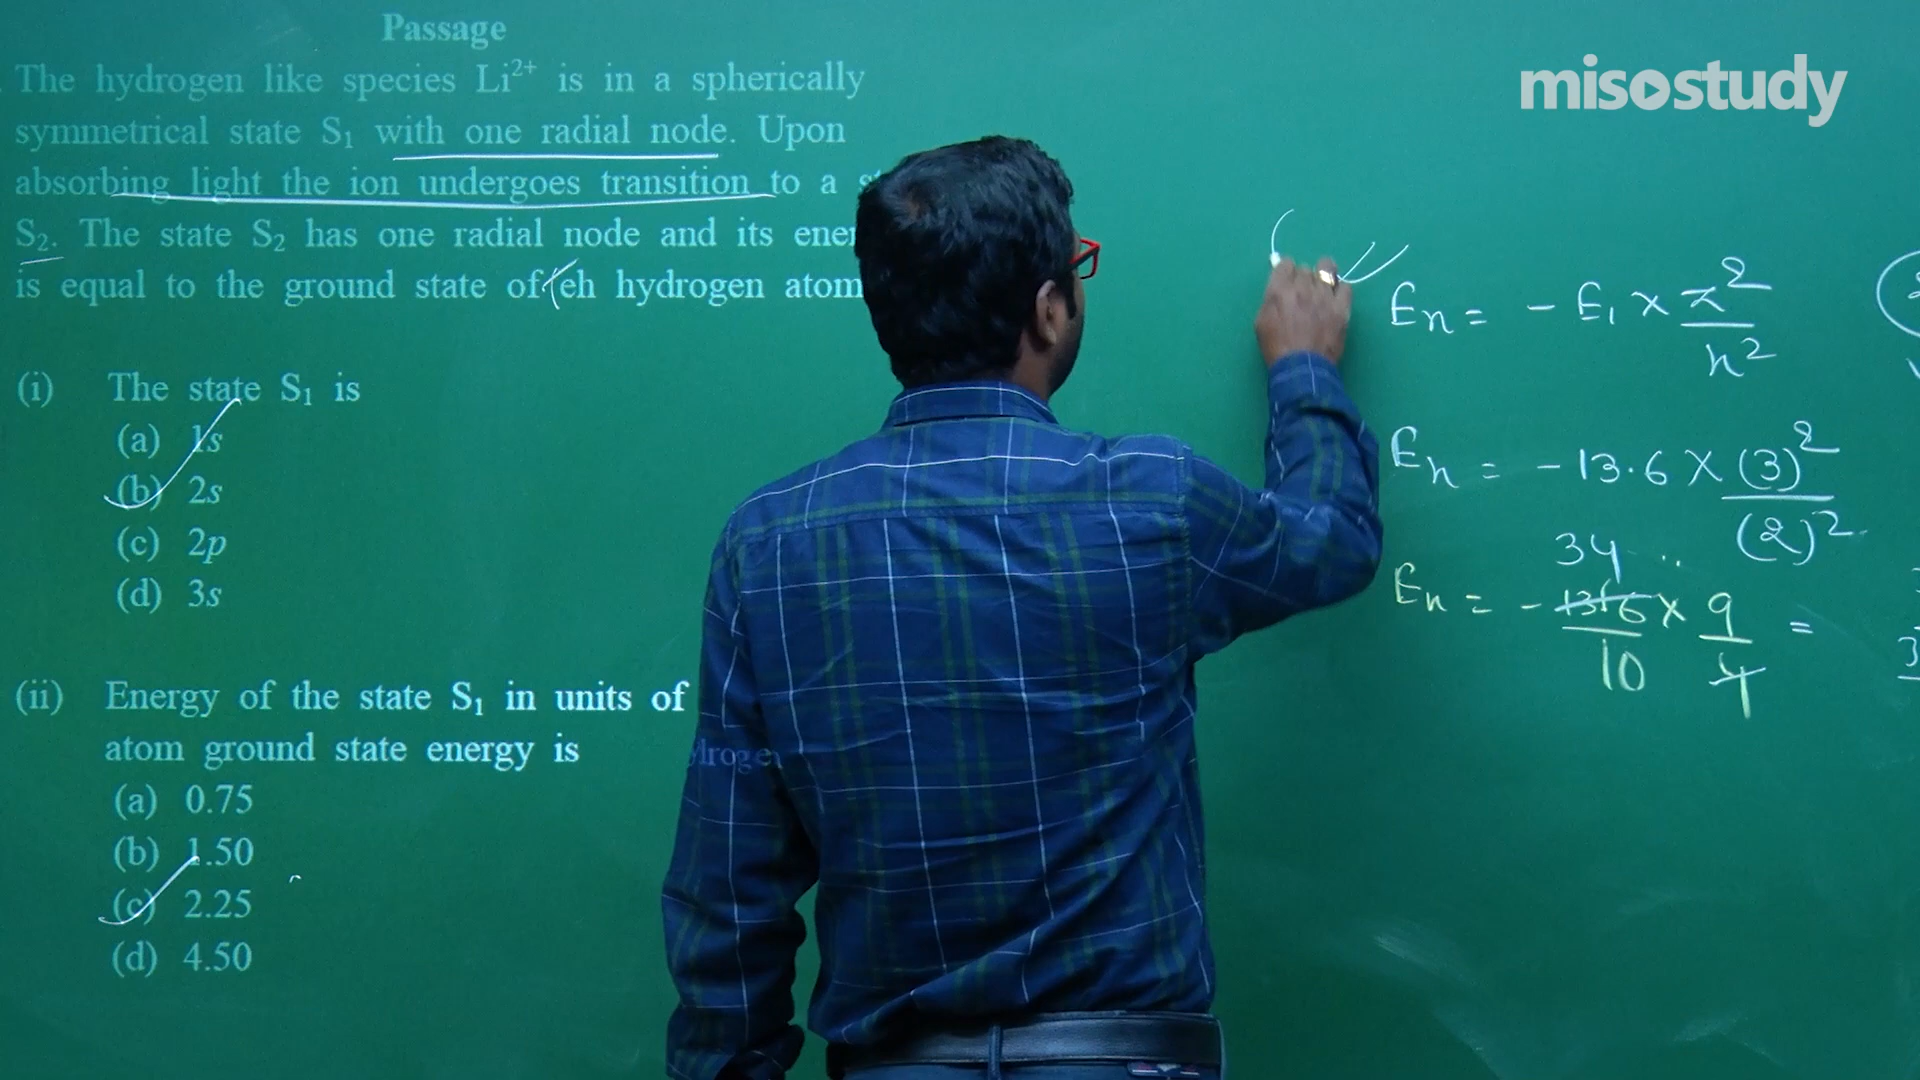 Passage
The hydrogen like species Li²⁺ is in a spherically
symmetrical state S₁ with one radial node. Upon
absorbing light the ion undergoes transition to a
S₂. The state S₂ has one radial node and its
is equal to the ground state of eh hydrogen atom
(i) The state S₁ is
(a) 1s
(b) 2s
(c) 2p
(d) 3s
(ii) Energy of the state S₁ in units of
atom ground state energy is
(a) 0.75
(b) 1.50
(c) 2.25
(d) 4.50
misostudy
En = - E₁ × z²/n²
En = -13.6 × (3)²/(2)²
34
En = - 136/10 × 9/4 =